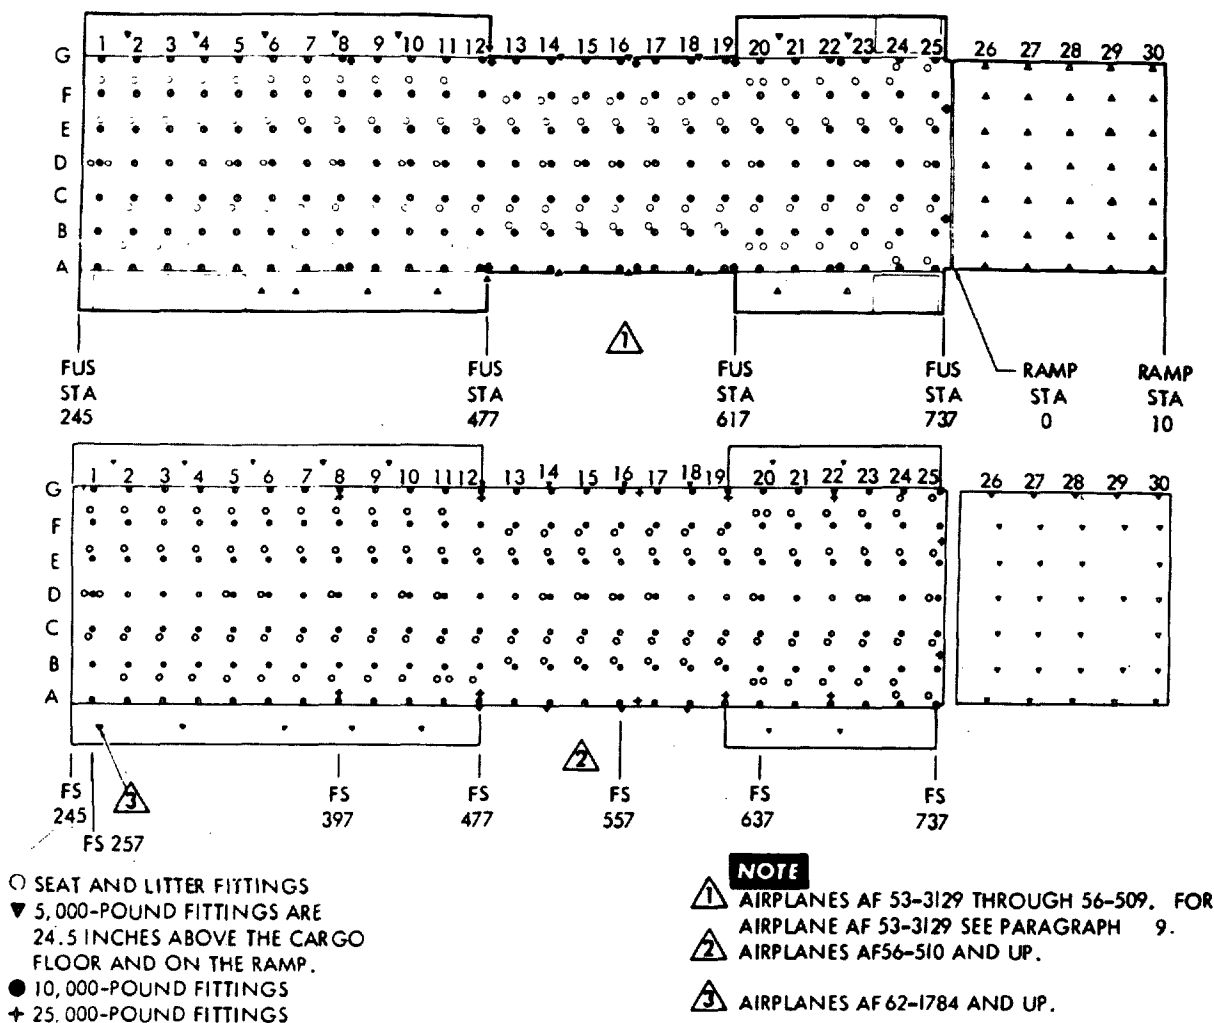 1 2 3 4 5 6 7 8 9 10 11 12 13 14 15 16 17 18 19 20 21 22 23 24 25 26 27 28 29 30
G
F
E
D
C
B
A
1
FUS STA 245
FUS STA 477
FUS STA 617
FUS STA 737
RAMP STA 0
RAMP STA 10
1 2 3 4 5 6 7 8 9 10 11 12 13 14 15 16 17 18 19 20 21 22 23 24 25 26 27 28 29 30
G
F
E
D
C
B
A
3
2
FS 245
FS 257
FS 397
FS 477
FS 557
FS 637
FS 737
SEAT AND LITTER FITTINGS
5,000-POUND FITTINGS ARE
24.5 INCHES ABOVE THE CARGO
FLOOR AND ON THE RAMP.
10,000-POUND FITTINGS
25,000-POUND FITTINGS
NOTE
1 AIRPLANES AF 53-3129 THROUGH 56-509. FOR
AIRPLANE AF 53-3129 SEE PARAGRAPH 9.
2 AIRPLANES AF56-510 AND UP.
3 AIRPLANES AF 62-1784 AND UP.